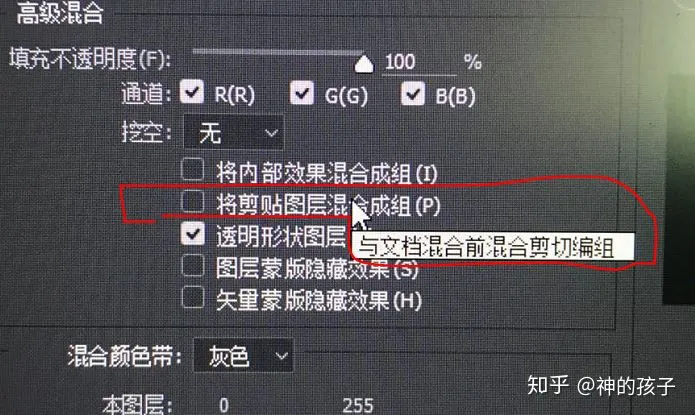 高级混合
填充不透明度(F): 100 %
通道: R(R) G(G) B(B)
挖空: 无
将内部效果混合成组(I)
将剪贴图层混合成组(P)
透明形状图层
与文档混合前混合剪切编组
图层蒙版隐藏效果(S)
矢量蒙版隐藏效果(H)
混合颜色带: 灰色
本图层: 0 255
知乎 @神的孩子